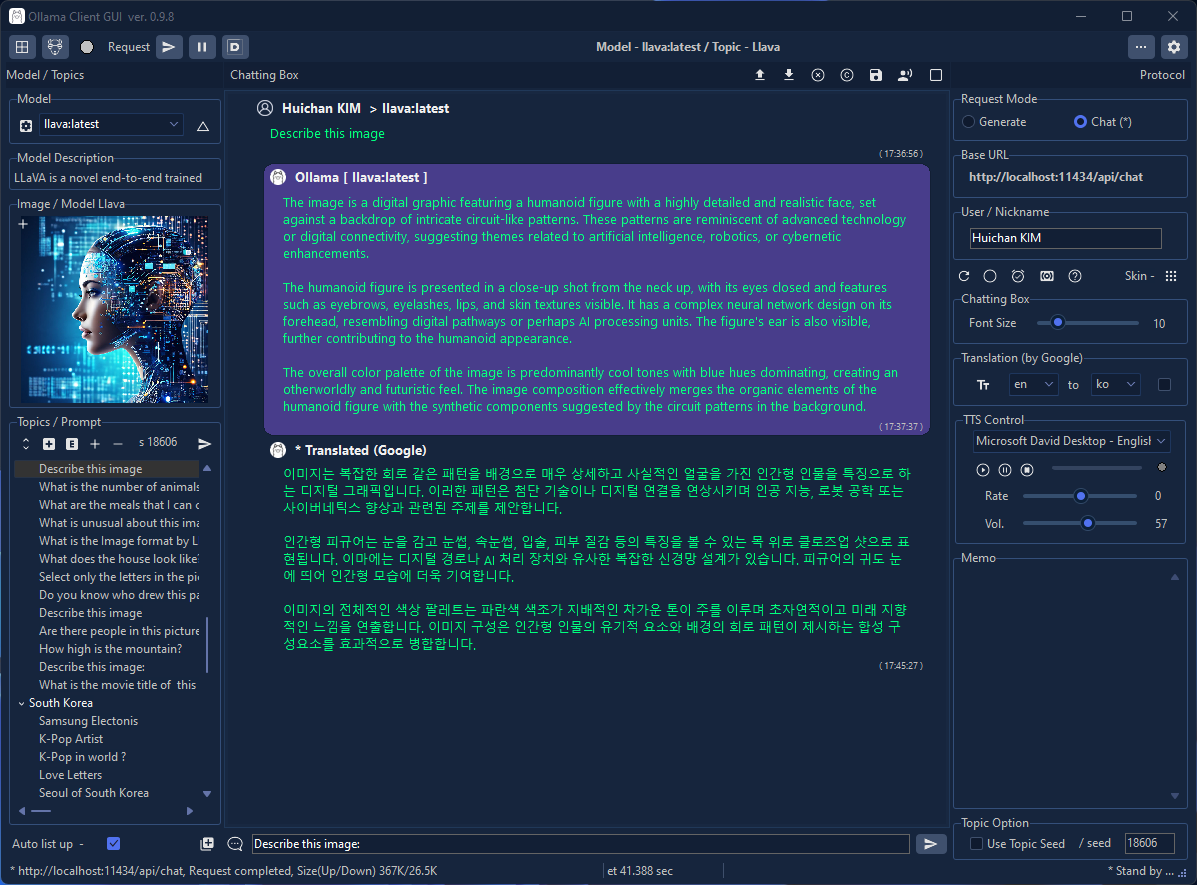 Ollama Client GUI ver. 0.9.8
Request
D
Model - llava:latest / Topic - Llava
Model / Topics
Chatting Box
Protocol
Model
llava:latest
Model Description
LLaVA is a novel end-to-end trained
Image / Model Llava
Topics / Prompt
E
s 18606
Describe this image
What is the number of animals
What are the meals that I can c
What is unusual about this ima
What is the Image format by L
What does the house look like?
Select only the letters in the pi
Do you know who drew this pa
Describe this image
Are there people in this picture
How high is the mountain?
Describe this image:
What is the movie title of this
South Korea
Samsung Electonis
K-Pop Artist
K-Pop in world ?
Love Letters
Seoul of South Korea
Auto list up -
Huichan KIM > llava:latest
Describe this image
( 17:36:56 )
Ollama [ llava:latest ]
The image is a digital graphic featuring a humanoid figure with a highly detailed and realistic face, set
against a backdrop of intricate circuit-like patterns. These patterns are reminiscent of advanced technology
or digital connectivity, suggesting themes related to artificial intelligence, robotics, or cybernetic
enhancements.
The humanoid figure is presented in a close-up shot from the neck up, with its eyes closed and features
such as eyebrows, eyelashes, lips, and skin textures visible. It has a complex neural network design on its
forehead, resembling digital pathways or perhaps AI processing units. The figure's ear is also visible,
further contributing to the humanoid appearance.
The overall color palette of the image is predominantly cool tones with blue hues dominating, creating an
otherworldly and futuristic feel. The image composition effectively merges the organic elements of the
humanoid figure with the synthetic components suggested by the circuit patterns in the background.
( 17:37:37 )
* Translated (Google)
이미지는 복잡한 회로 같은 패턴을 배경으로 매우 상세하고 사실적인 얼굴을 가진 인간형 인물을 특징으로 하
는 디지털 그래픽입니다. 이러한 패턴은 첨단 기술이나 디지털 연결을 연상시키며 인공 지능, 로봇 공학 또는
사이버네틱스 향상과 관련된 주제를 제안합니다.
인간형 피규어는 눈을 감고 눈썹, 속눈썹, 입술, 피부 질감 등의 특징을 볼 수 있는 목 위로 클로즈업 샷으로 표
현됩니다. 이마에는 디지털 경로나 AI 처리 장치와 유사한 복잡한 신경망 설계가 있습니다. 피규어의 귀도 눈
에 띄어 인간형 모습에 더욱 기여합니다.
이미지의 전체적인 색상 팔레트는 파란색 색조가 지배적인 차가운 톤이 주를 이루며 초자연적이고 미래 지향
적인 느낌을 연출합니다. 이미지 구성은 인간형 인물의 유기적 요소와 배경의 회로 패턴이 제시하는 합성 구
성요소를 효과적으로 병합합니다.
( 17:45:27 )
Describe this image:
Request Mode
Generate
Chat (*)
Base URL
http://localhost:11434/api/chat
User / Nickname
Huichan KIM
Skin -
Chatting Box
Font Size
10
Translation (by Google)
Tт en to ko
TTS Control
Microsoft David Desktop - English
Rate
0
Vol.
57
Memo
Topic Option
Use Topic Seed / seed 18606
* http://localhost:11434/api/chat, Request completed, Size(Up/Down) 367K/26.5K
et 41.388 sec
* Stand by ...